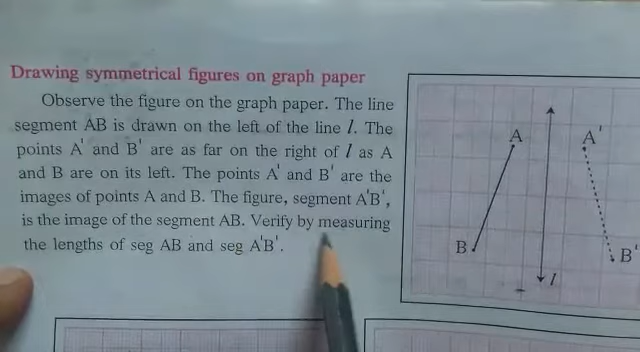 Drawing symmetrical figures on graph paper
Observe the figure on the graph paper. The line
segment AB is drawn on the left of the line l. The
points A' and B' are as far on the right of l as A
and B are on its left. The points A' and B' are the
images of points A and B. The figure, segment A'B',
is the image of the segment AB. Verify by measuring
the lengths of seg AB and seg A'B'.
A
A'
B
B'
l